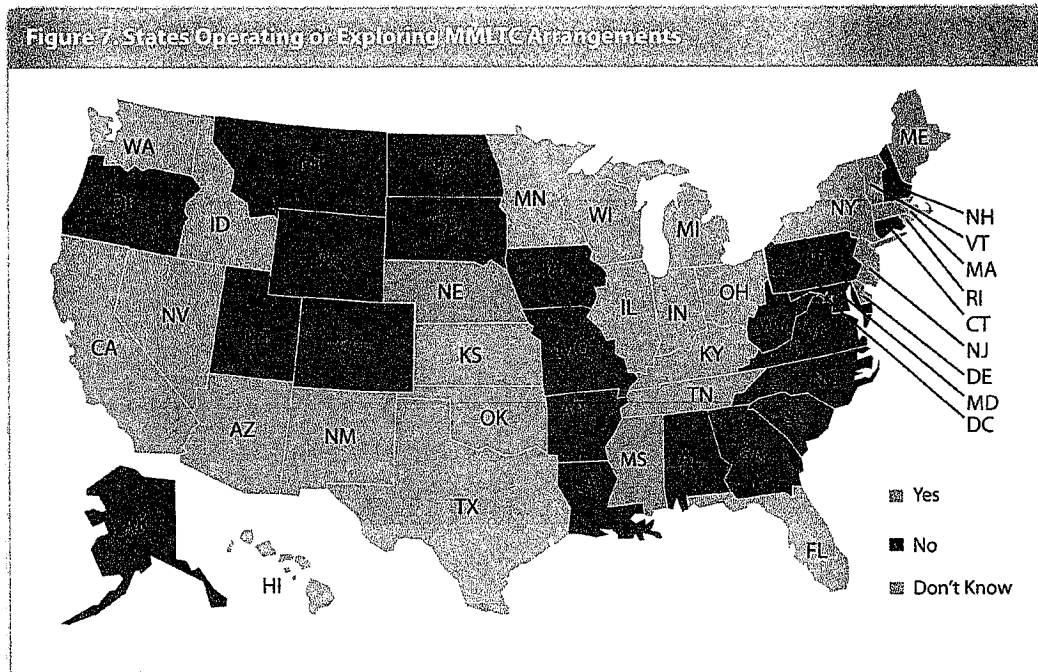 Figure 7. States Operating or Exploring MMLTC Arrangements
WA
ME
MN
ID
WI
NY
MI
NH
VT
MA
RI
CT
NJ
DE
MD
DC
NE
NV
IL
IN
OH
CA
KS
KY
TN
OK
AZ
NM
MS
TX
FL
HI
Yes
No
Don't Know